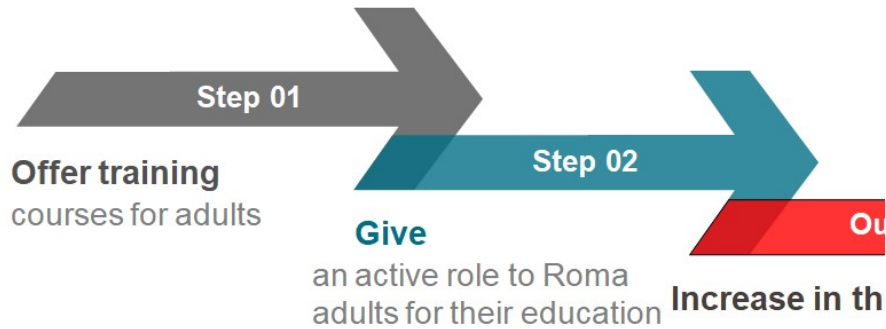 Step 01
Offer training
courses for adults
Step 02
Give
an active role to Roma
adults for their education
Increase in